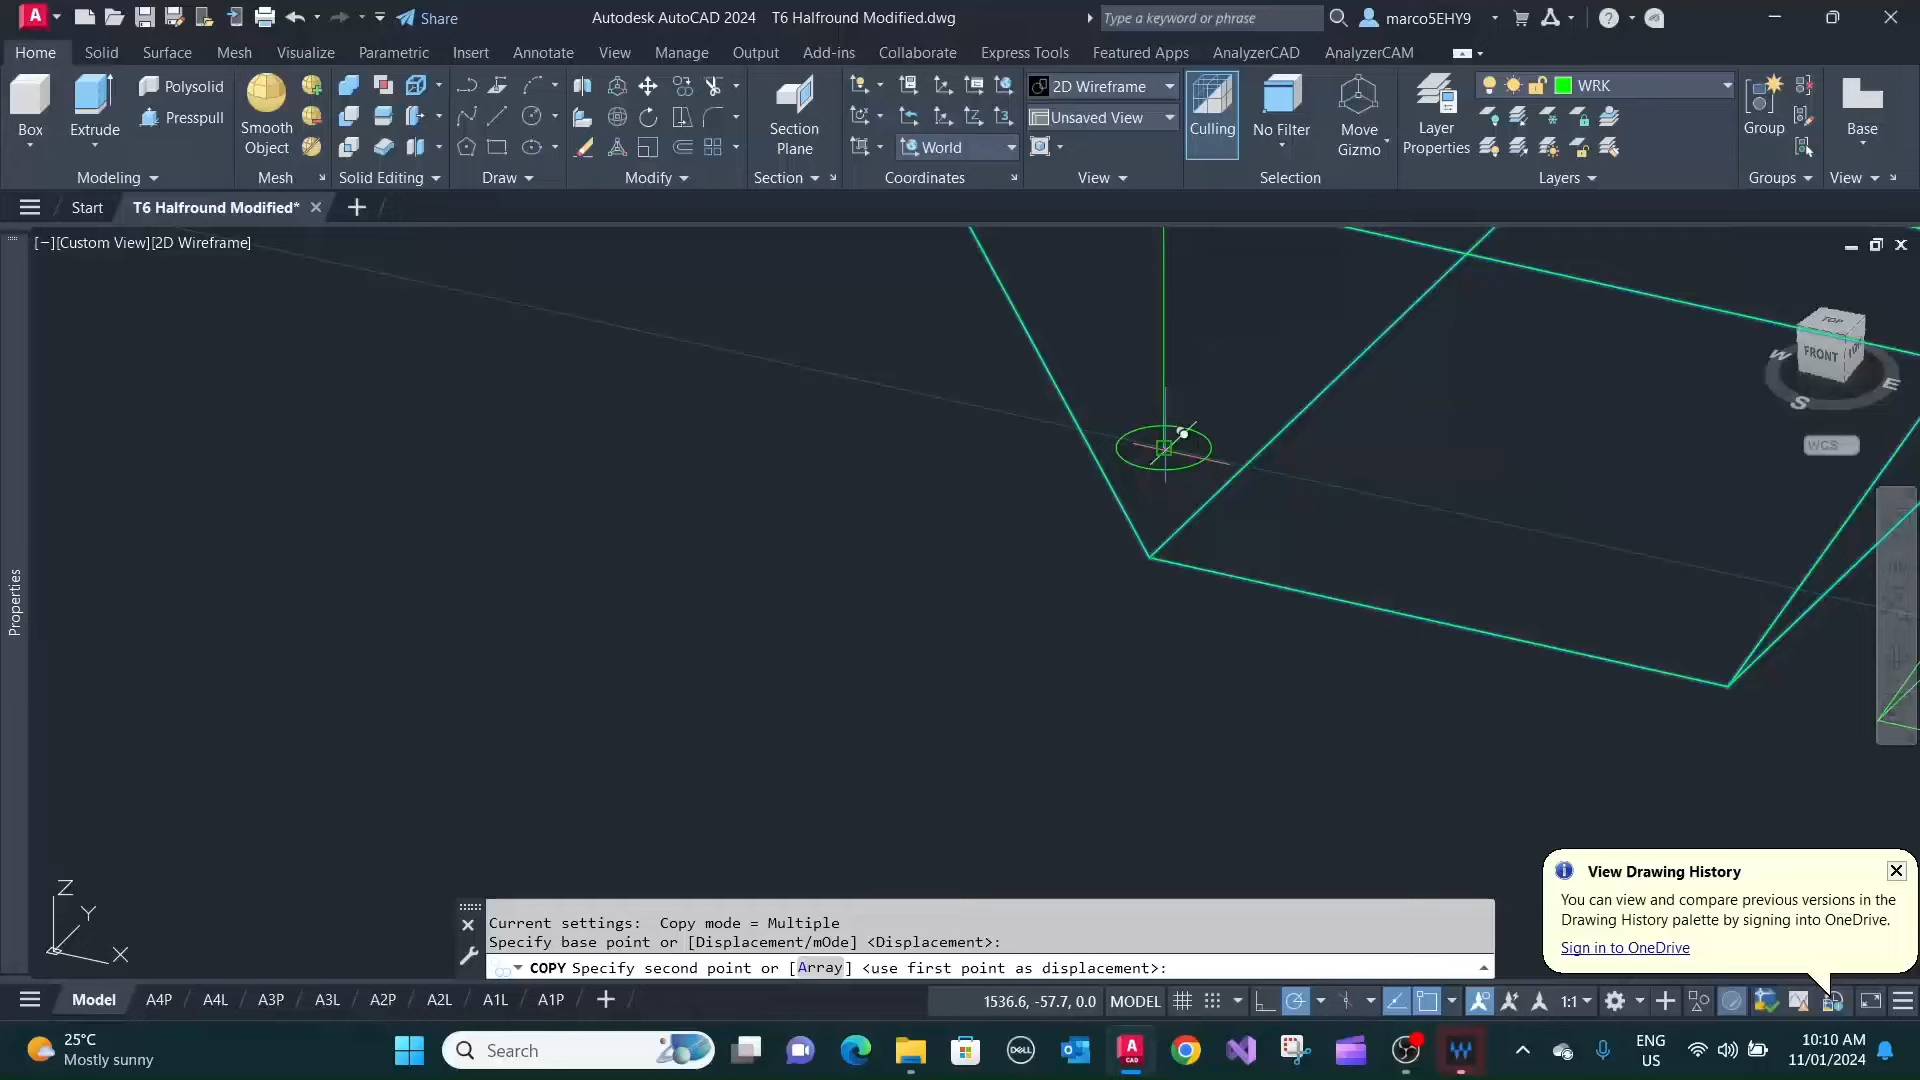 Share
Autodesk AutoCAD 2024 T6 Halfround Modified.dwg
Type a keyword or phrase
marco5EHY9
Home Solid Surface Mesh Visualize Parametric Insert Annotate View Manage Output Add-ins Collaborate Express Tools Featured Apps AnalyzerCAD AnalyzerCAM
Box
Extrude
Polysolid
Presspull
Smooth
Object
Section
Plane
World
2D Wireframe
Unsaved View
Culling
No Filter
Move
Gizmo
Layer
Properties
WRK
Group
Base
Modeling Mesh Solid Editing Draw Modify Section Coordinates View Selection Layers Groups View
Start T6 Halfround Modified*
[−][Custom View][2D Wireframe]
TOP
FRONT
W
S
E
WCS
Properties
Z
Y
X
View Drawing History
You can view and compare previous versions in the
Drawing History palette by signing into OneDrive.
Sign in to OneDrive
Current settings: Copy mode = Multiple
Specify base point or [Displacement/mOde] <Displacement>:
COPY Specify second point or [Array] <use first point as displacement>:
Model A4P A4L A3P A3L A2P A2L A1L A1P
1536.6, -57.7, 0.0 MODEL 1:1
25°C
Mostly sunny
Search
DELL
A
CAD
ENG
US
10:10 AM
11/01/2024